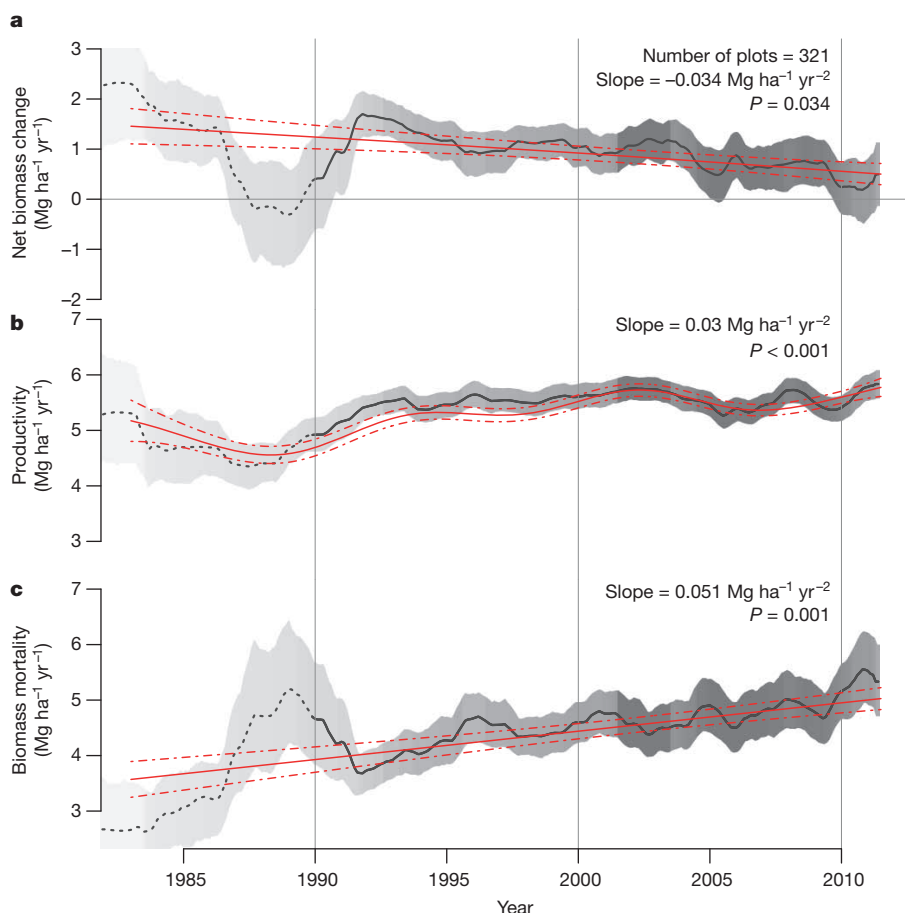 a
Net biomass change
(Mg ha⁻¹ yr⁻¹)
3
2
1
0
–1
–2
Number of plots = 321
Slope = –0.034 Mg ha⁻¹ yr⁻²
P = 0.034
b
Productivity
(Mg ha⁻¹ yr⁻¹)
7
6
5
4
3
Slope = 0.03 Mg ha⁻¹ yr⁻²
P < 0.001
c
Biomass mortality
(Mg ha⁻¹ yr⁻¹)
7
6
5
4
3
Slope = 0.051 Mg ha⁻¹ yr⁻²
P = 0.001
1985 1990 1995 2000 2005 2010
Year